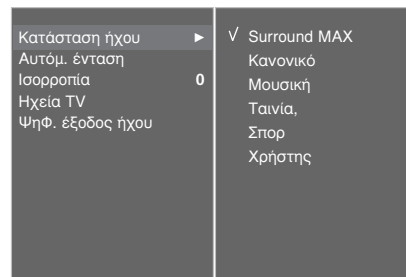 Κατάσταση ήχου ►
Αυτόμ. ένταση
Ισορροπία 0
Ηχεία TV
ΨηΦ. έξοδος ήχου
√ Surround MAX
Κανονικό
Μουσική
Ταινία,
Σπορ
Χρήστης